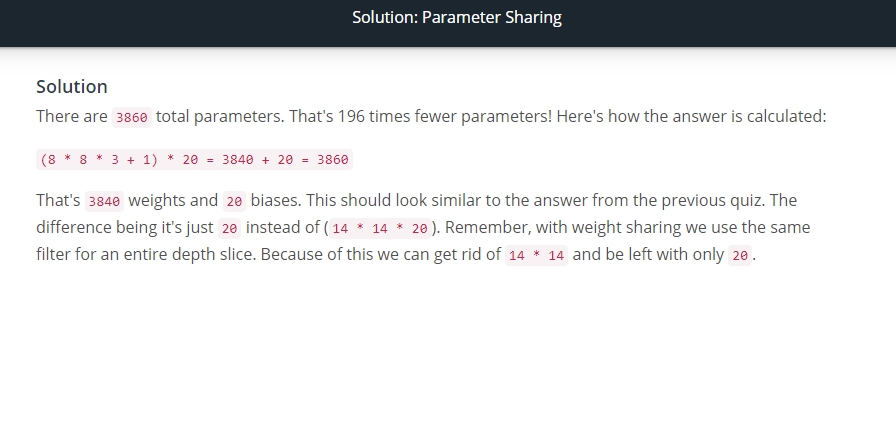 Solution: Parameter Sharing
Solution
There are 3860 total parameters. That's 196 times fewer parameters! Here's how the answer is calculated:
(8 * 8 * 3 + 1) * 20 = 3840 + 20 = 3860
That's 3840 weights and 20 biases. This should look similar to the answer from the previous quiz. The
difference being it's just 20 instead of ( 14 * 14 * 20 ). Remember, with weight sharing we use the same
filter for an entire depth slice. Because of this we can get rid of 14 * 14 and be left with only 20 .